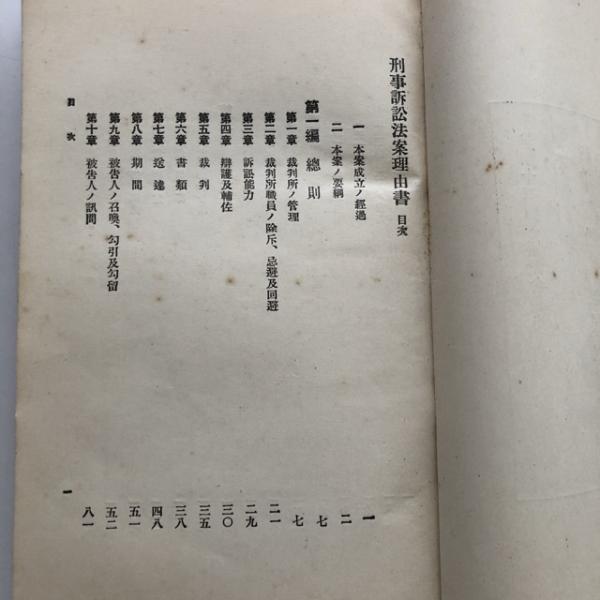 刑事訴訟法案理由書 目次
一 本案成立ノ經過 一
二 本案ノ要綱 二
第一編 總則 七
第一章 裁判所ノ管理 七
第二章 裁判所職員ノ除斥、忌避及回避 二一
第三章 訴訟能力 二九
第四章 辯護及輔佐 三〇
第五章 裁判 三五
第六章 書類 三八
第七章 送達 四八
第八章 期間 五一
第九章 被告人ノ召喚、勾引及勾留 五二
第十章 被告人ノ訊問 八一
目次
一